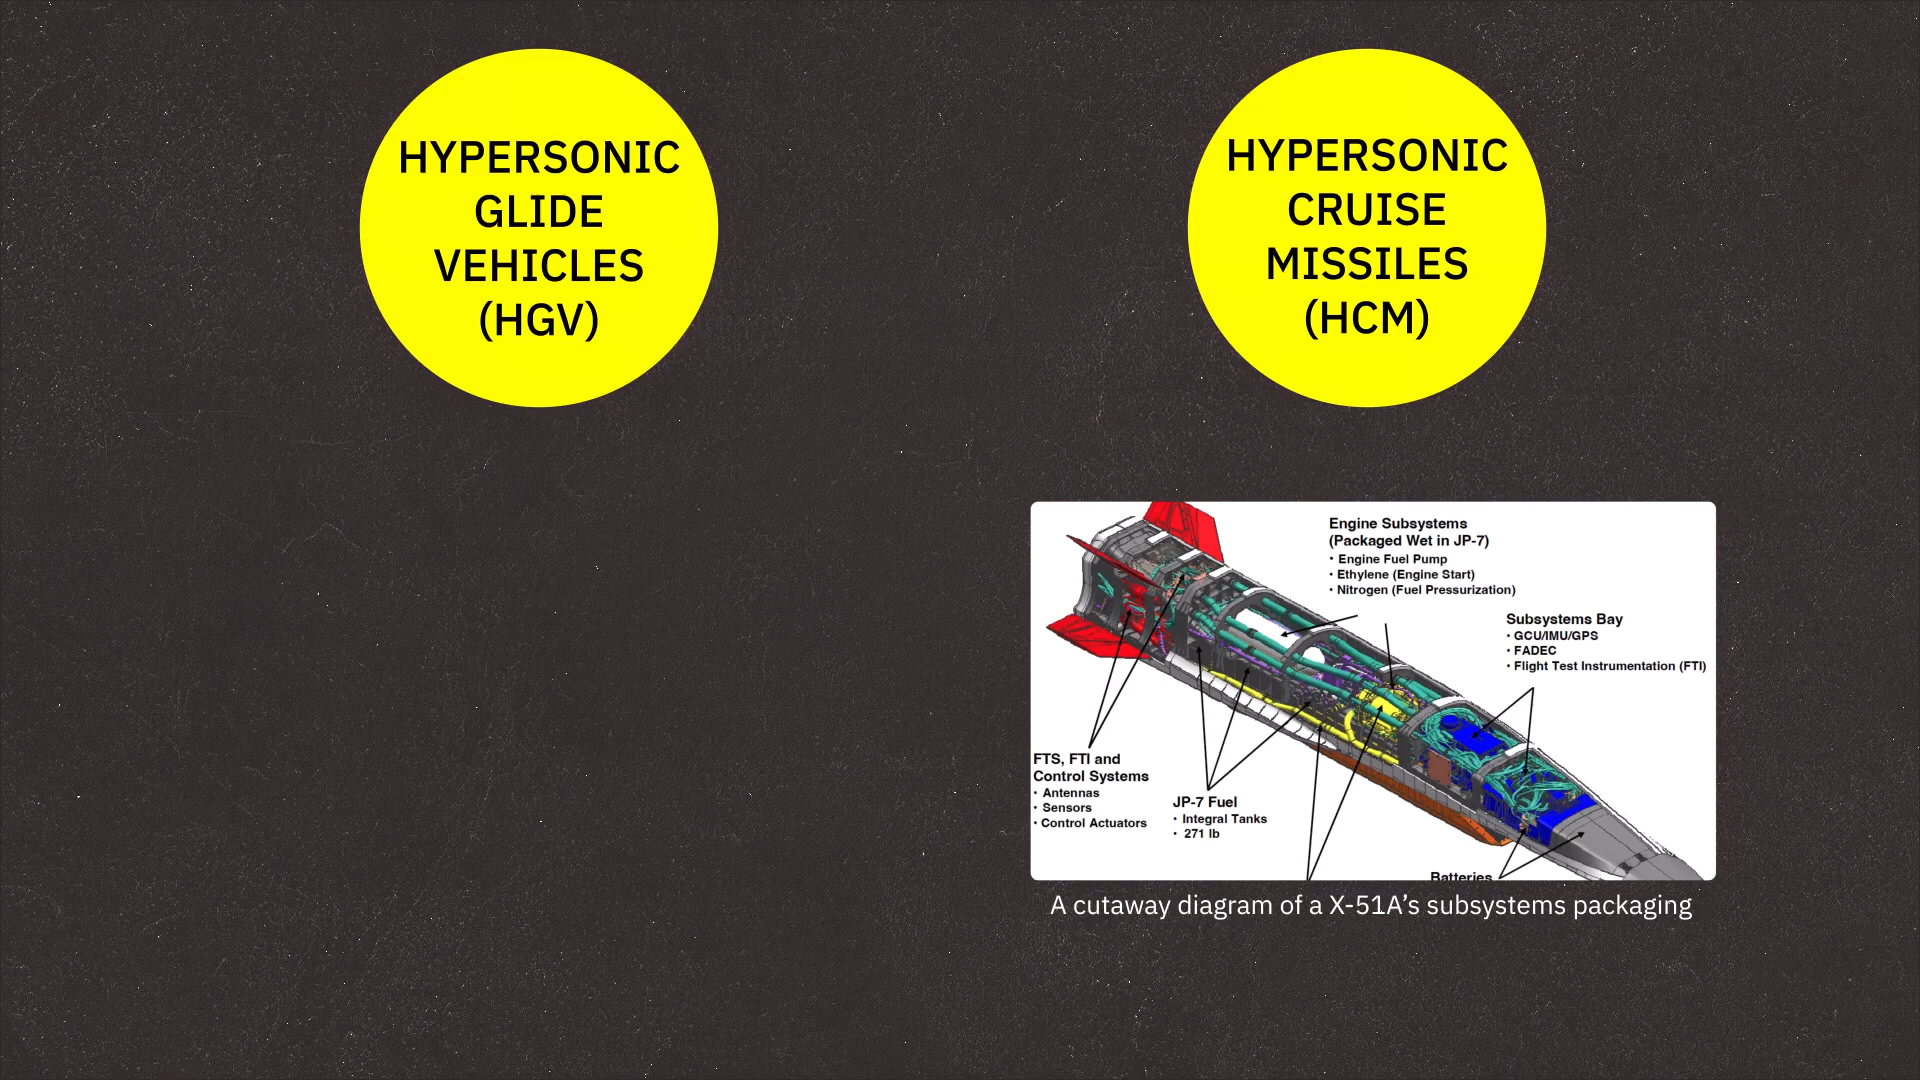 HYPERSONIC
GLIDE
VEHICLES
(HGV)
HYPERSONIC
CRUISE
MISSILES
(HCM)
Engine Subsystems
(Packaged Wet in JP-7)
• Engine Fuel Pump
• Ethylene (Engine Start)
• Nitrogen (Fuel Pressurization)
Subsystems Bay
• GCU/IMU/GPS
• FADEC
• Flight Test Instrumentation (FTI)
FTS, FTI and
Control Systems
• Antennas
• Sensors
• Control Actuators
JP-7 Fuel
• Integral Tanks
• 271 lb
Batteries
A cutaway diagram of a X-51A’s subsystems packaging